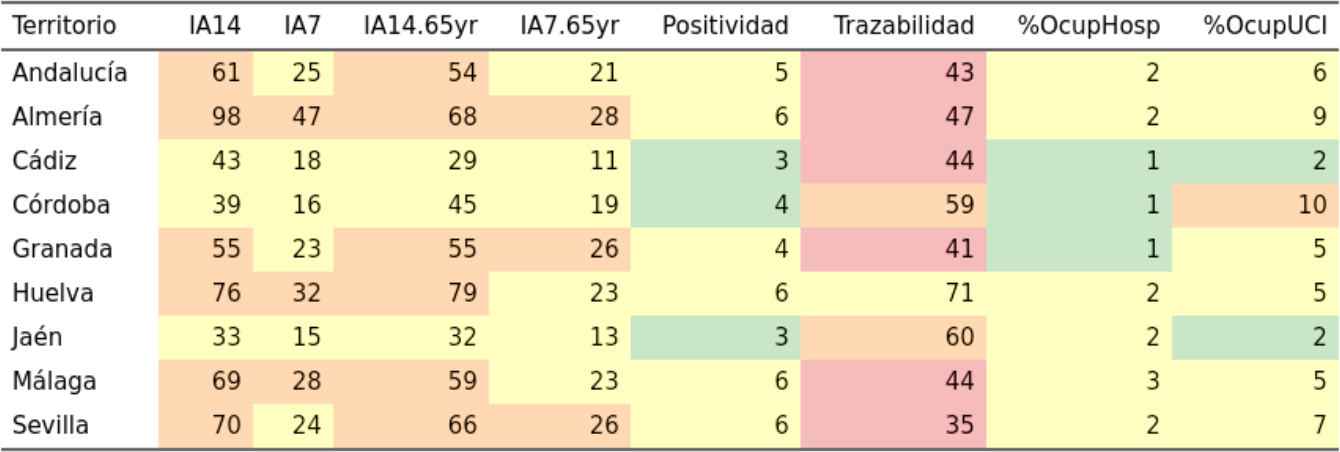 Territorio IA14 IA7 IA14.65yr IA7.65yr Positividad Trazabilidad %OcupHosp %OcupUCI
Andalucía 61 25 54 21 5 43 2 6
Almería 98 47 68 28 6 47 2 9
Cádiz 43 18 29 11 3 44 1 2
Córdoba 39 16 45 19 4 59 1 10
Granada 55 23 55 26 4 41 1 5
Huelva 76 32 79 23 6 71 2 5
Jaén 33 15 32 13 3 60 2 2
Málaga 69 28 59 23 6 44 3 5
Sevilla 70 24 66 26 6 35 2 7